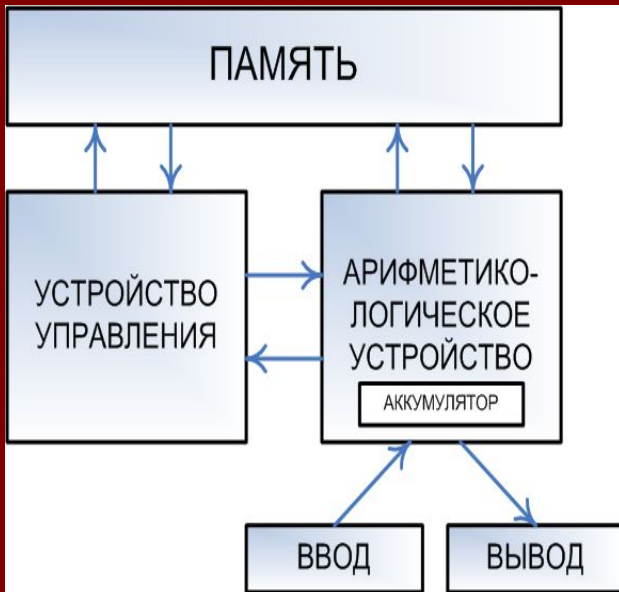 ПАМЯТЬ
УСТРОЙСТВО
УПРАВЛЕНИЯ
АРИФМЕТИКО-
ЛОГИЧЕСКОЕ
УСТРОЙСТВО
АККУМУЛЯТОР
ВВОД
ВЫВОД